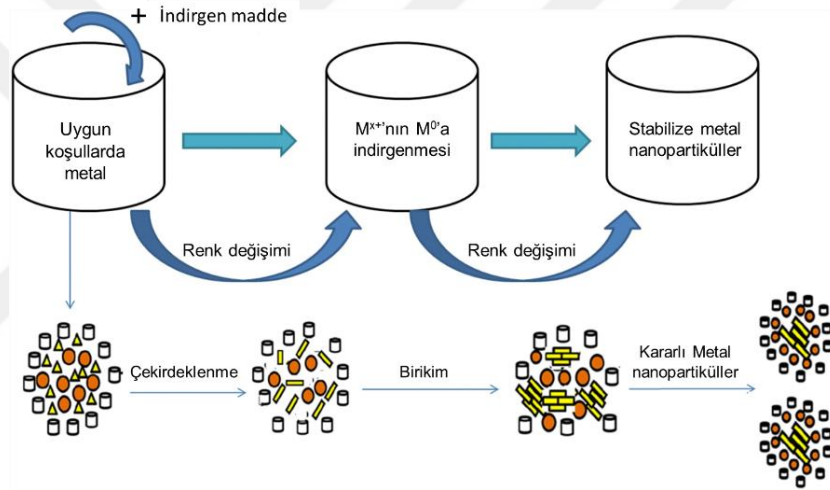 + İndirgen madde
Uygun
koşullarda
metal
Mˣ⁺'nın M⁰'a
indirgenmesi
Stabilize metal
nanopartiküller
Renk değişimi
Renk değişimi
Çekirdeklenme
Birikim
Kararlı Metal
nanopartiküller